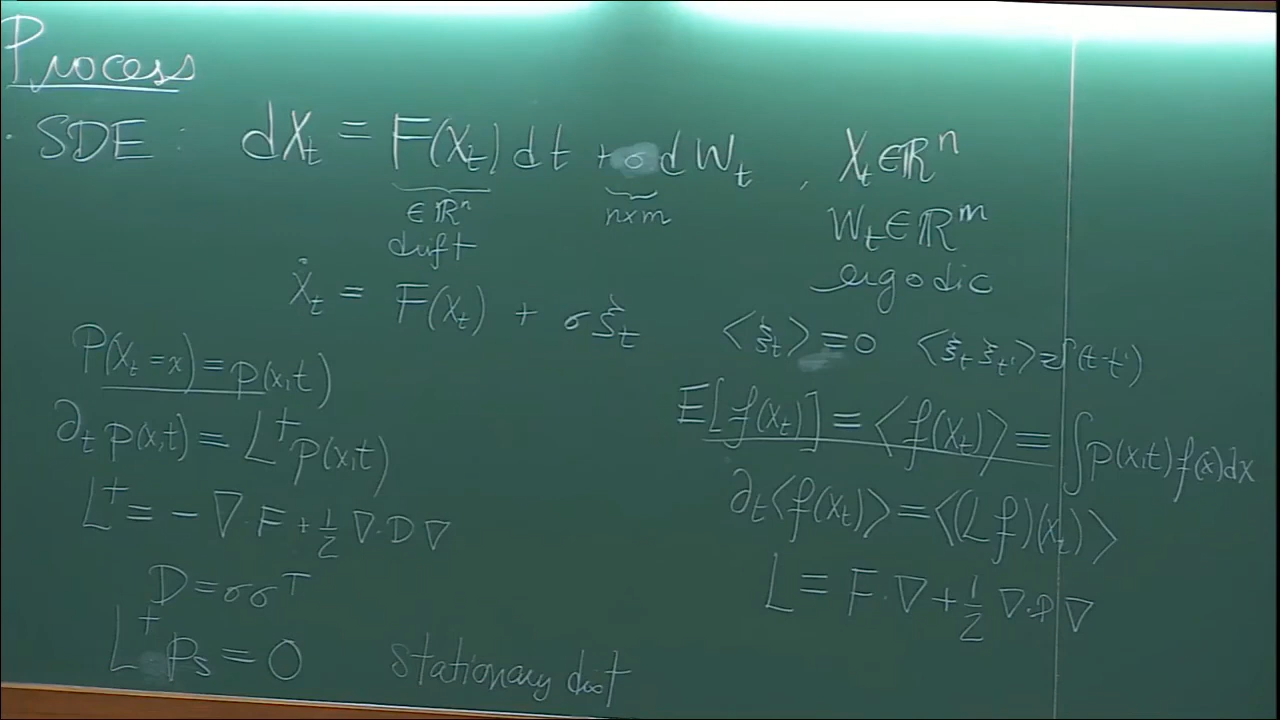 Process
· SDE : dX_t = F(X_t) dt + σ dW_t , X_t ∈ ℝ^n
∈ ℝ^n n×m W_t ∈ ℝ^m
drift ergodic
Ẋ_t = F(X_t) + σ ξ_t ⟨ξ_t⟩ = 0 ⟨ξ_t ξ_t'⟩ = δ(t-t')
P(X_t = x) = p(x,t)
∂_t p(x,t) = L^† p(x,t)
L^† = - ∇·F + 1/2 ∇·D ∇
D = σσ^T
L^† p_s = 0 stationary dist
E[f(X_t)] = ⟨f(X_t)⟩ = ∫ p(x,t) f(x) dx
∂_t ⟨f(X_t)⟩ = ⟨(L f)(X_t)⟩
L = F·∇ + 1/2 ∇·D ∇